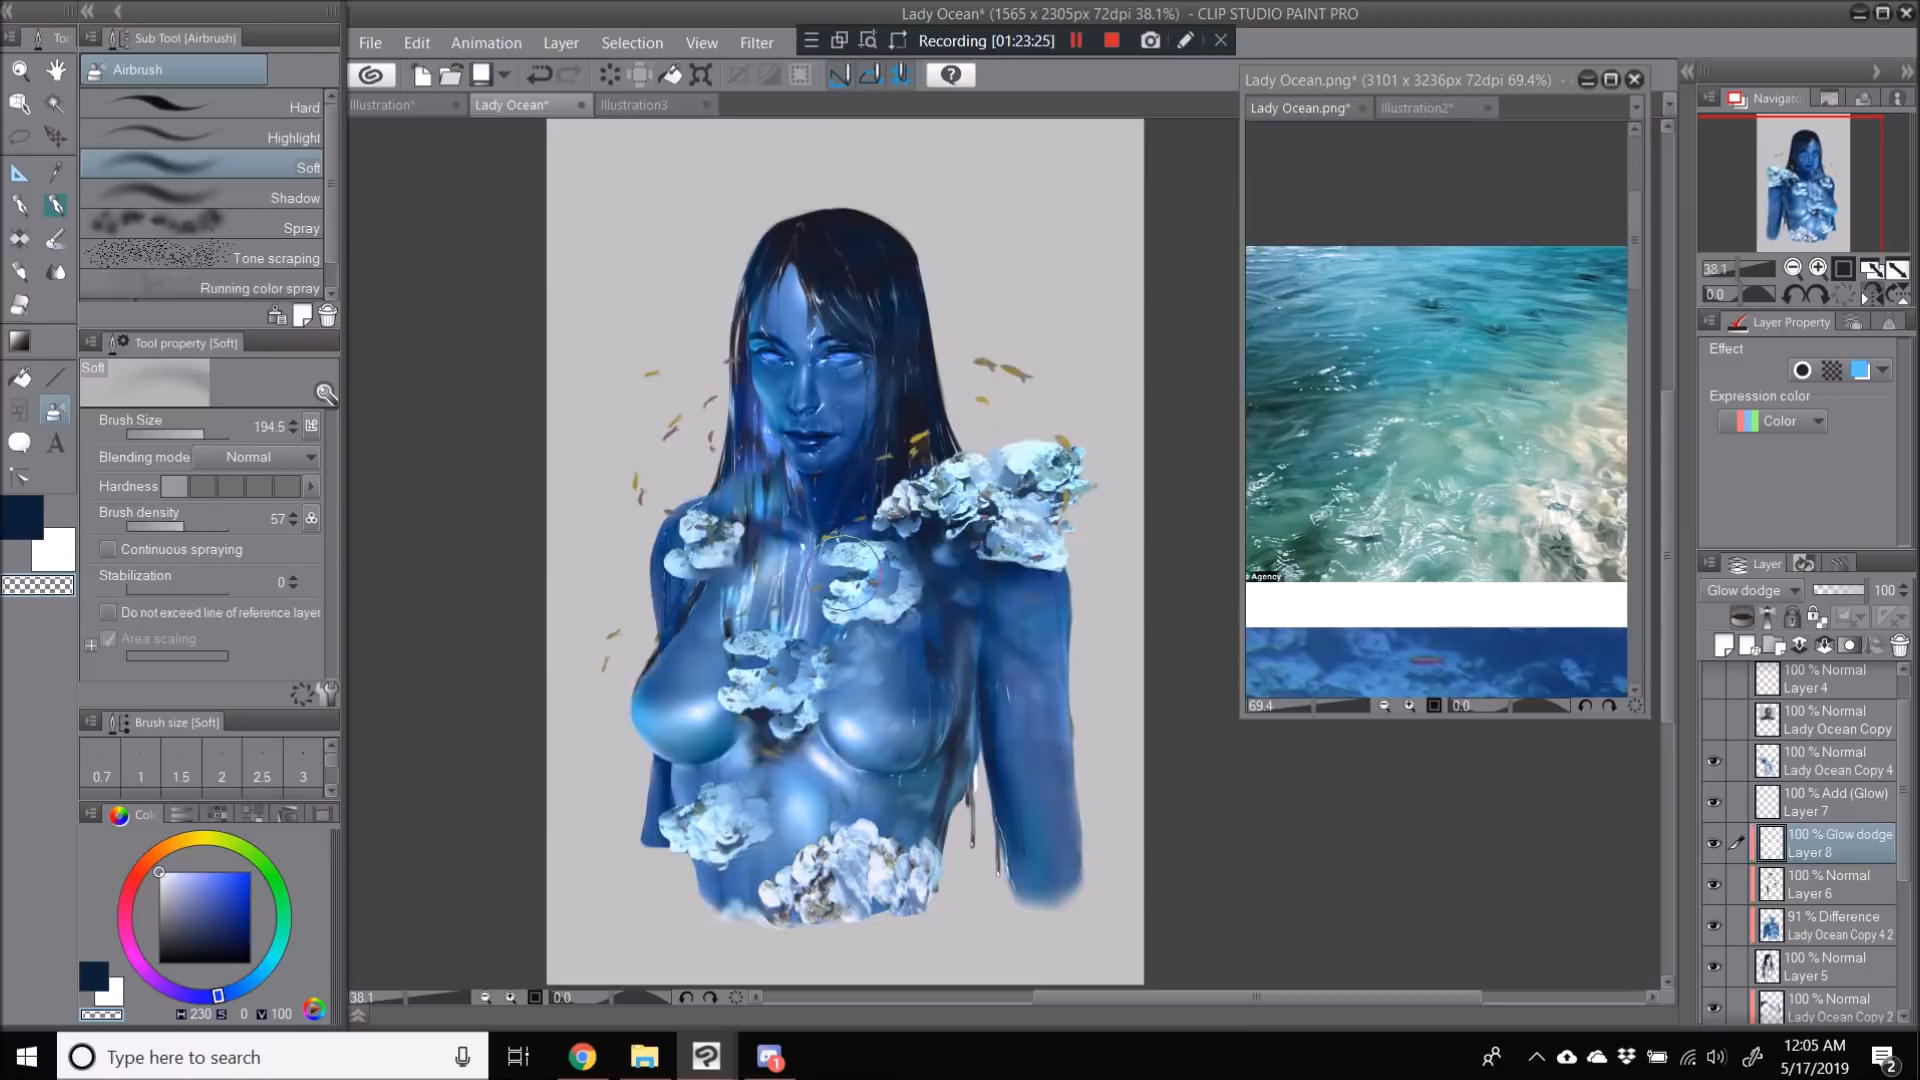 Lady Ocean* (1565 x 2305px 72dpi 38.1%) - CLIP STUDIO PAINT PRO
Sub Tool [Airbrush]
File Edit Animation Layer Selection View Filter
Recording [01:23:25]
Airbrush
Illustration* Lady Ocean* Illustration3
Lady Ocean.png* (3101 x 3236px 72dpi 69.4%)
Lady Ocean.png* Illustration2*
Navigator
Hard
Highlight
Soft
Shadow
Spray
Tone scraping
Running color spray
38.1
0.0
Tool property [Soft]
Layer Property
Soft
Effect
Brush Size 194.5
Expression color
Color
Blending mode Normal
Hardness
Brush density 57
Continuous spraying
Stabilization 0
Do not exceed line of reference layer
Area scaling
s Agency
Layer
Glow dodge 100
69.4 0.0
Brush size [Soft]
0.7 1 1.5 2 2.5 3
100 % Normal
Layer 4
100 % Normal
Lady Ocean Copy
100 % Normal
Lady Ocean Copy 4
100 % Add (Glow)
Layer 7
100 % Glow dodge
Layer 8
100 % Normal
Layer 6
91 % Difference
Lady Ocean Copy 4 2
100 % Normal
Layer 5
100 % Normal
Lady Ocean Copy 2
H 230 S 0 V 100
38.1 0.0
Type here to search
1
12:05 AM
5/17/2019
2